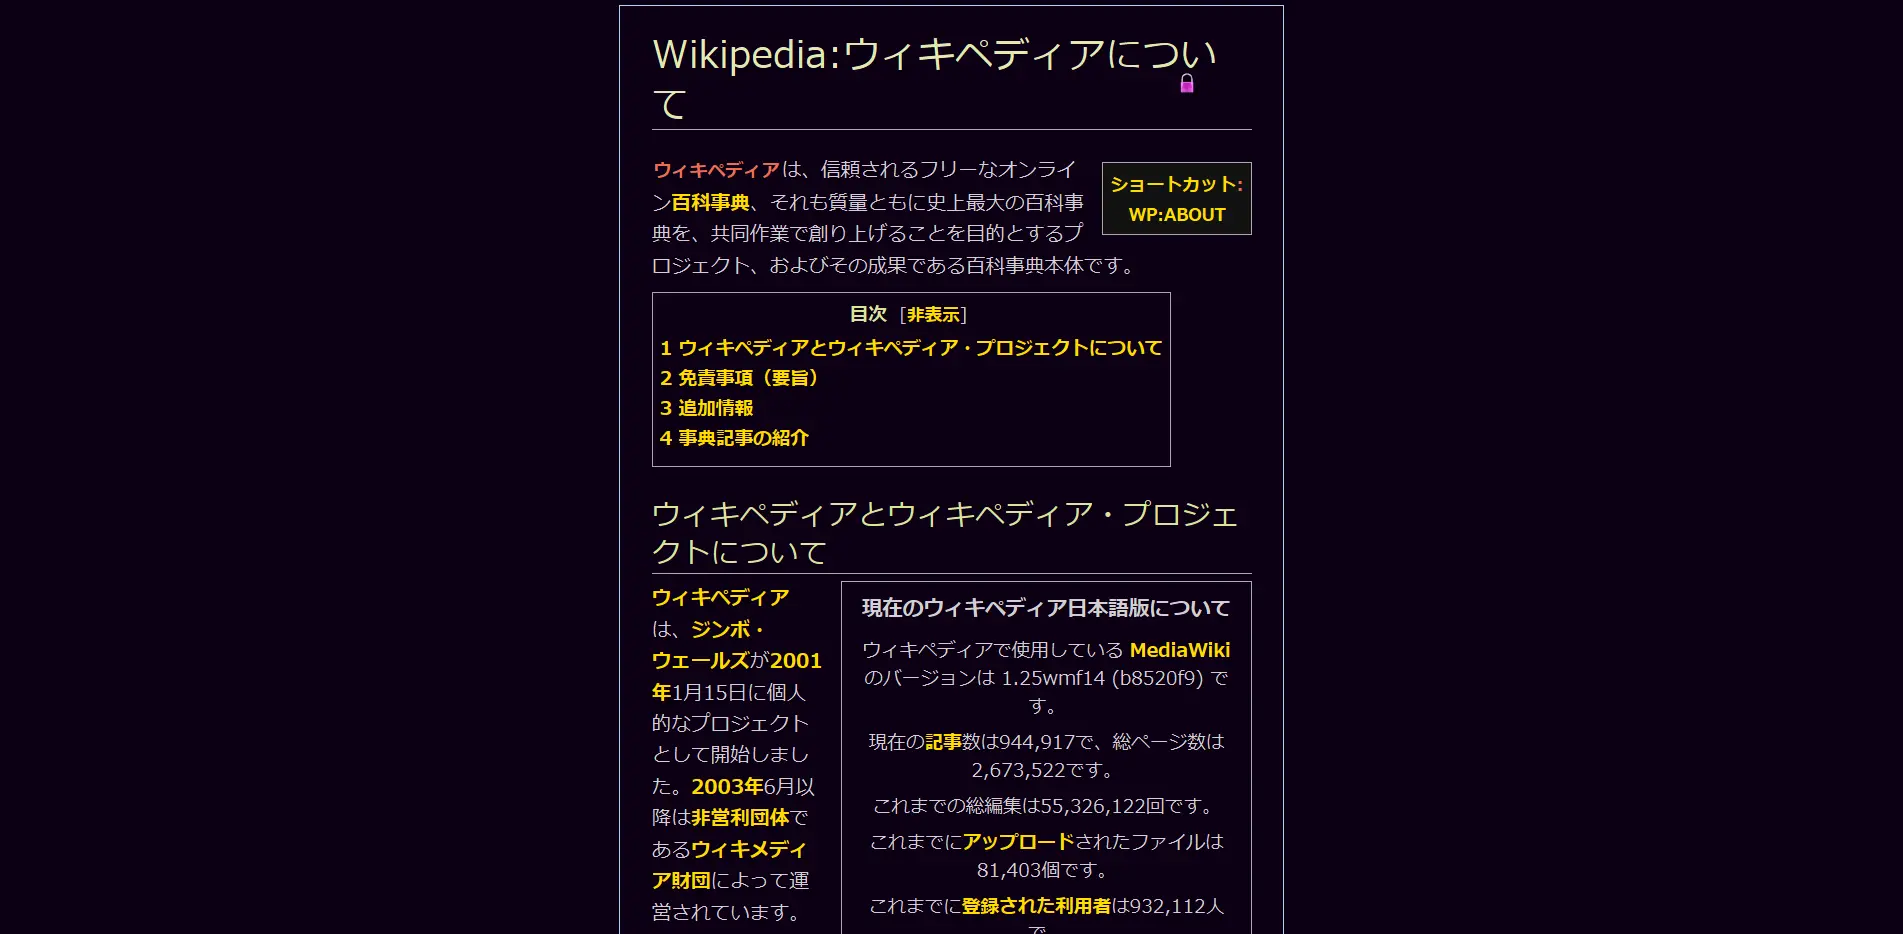 Wikipedia:ウィキペディアについ
て
ウィキペディアは、信頼されるフリーなオンライ
ン百科事典、それも質量ともに史上最大の百科事
典を、共同作業で創り上げることを目的とするプ
ロジェクト、およびその成果である百科事典本体です。
ショートカット:
WP:ABOUT
目次 [非表示]
1 ウィキペディアとウィキペディア・プロジェクトについて
2 免責事項（要旨）
3 追加情報
4 事典記事の紹介
ウィキペディアとウィキペディア・プロジェ
クトについて
ウィキペディア
は、ジンボ・
ウェールズが2001
年1月15日に個人
的なプロジェクト
として開始しまし
た。2003年6月以
降は非営利団体で
あるウィキメディ
ア財団によって運
営されています。
現在のウィキペディア日本語版について
ウィキペディアで使用している MediaWiki
のバージョンは 1.25wmf14 (b8520f9) で
す。
現在の記事数は944,917で、総ページ数は
2,673,522です。
これまでの総編集は55,326,122回です。
これまでにアップロードされたファイルは
81,403個です。
これまでに登録された利用者は932,112人
で